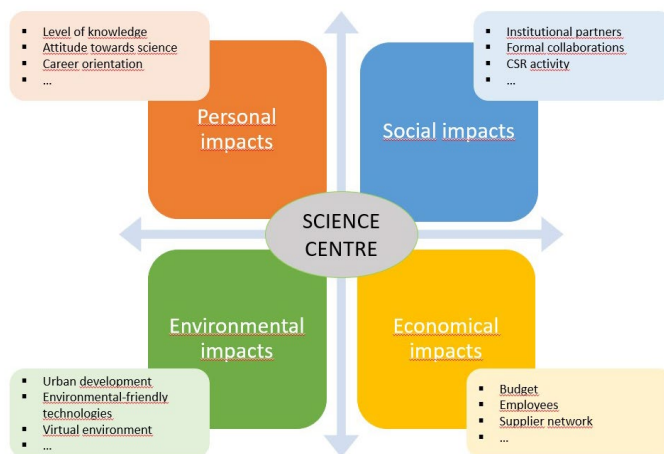 ▪ Level of knowledge
▪ Attitude towards science
▪ Career orientation
▪ ...
▪ Institutional partners
▪ Formal collaborations
▪ CSR activity
▪ ...
Personal
impacts
Social impacts
SCIENCE
CENTRE
Environmental
impacts
Economical
impacts
▪ Urban development
▪ Environmental-friendly
technologies
▪ Virtual environment
▪ ...
▪ Budget
▪ Employees
▪ Supplier network
▪ ...